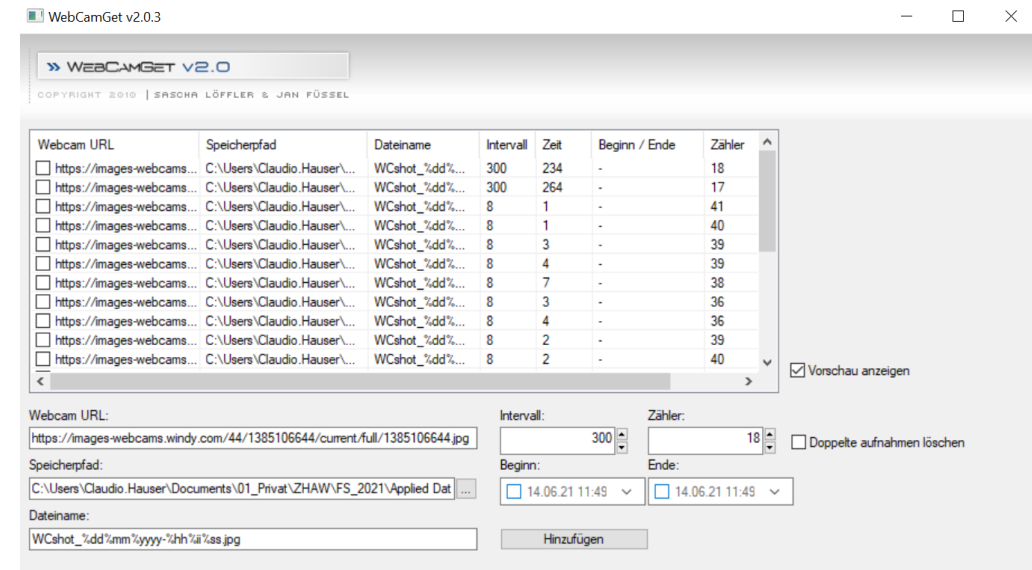 WebCamGet v2.0.3
» WEBCAMGET V2.0
COPYRIGHT 2010 | SASCHA LÖFFLER & JAN FÜSSEL
Webcam URL Speicherpfad Dateiname Intervall Zeit Beginn / Ende Zähler
https://images-webcams... C:\Users\Claudio.Hauser\... WCshot_%dd%... 300 234 - 18
https://images-webcams... C:\Users\Claudio.Hauser\... WCshot_%dd%... 300 264 - 17
https://images-webcams... C:\Users\Claudio.Hauser\... WCshot_%dd%... 8 1 - 41
https://images-webcams... C:\Users\Claudio.Hauser\... WCshot_%dd%... 8 1 - 40
https://images-webcams... C:\Users\Claudio.Hauser\... WCshot_%dd%... 8 3 - 39
https://images-webcams... C:\Users\Claudio.Hauser\... WCshot_%dd%... 8 4 - 39
https://images-webcams... C:\Users\Claudio.Hauser\... WCshot_%dd%... 8 7 - 38
https://images-webcams... C:\Users\Claudio.Hauser\... WCshot_%dd%... 8 3 - 36
https://images-webcams... C:\Users\Claudio.Hauser\... WCshot_%dd%... 8 4 - 36
https://images-webcams... C:\Users\Claudio.Hauser\... WCshot_%dd%... 8 2 - 39
https://images-webcams... C:\Users\Claudio.Hauser\... WCshot_%dd%... 8 2 - 40
Vorschau anzeigen
Webcam URL: Intervall: Zähler:
https://images-webcams.windy.com/44/1385106644/current/full/1385106644.jpg 300 18 Doppelte aufnahmen löschen
Speicherpfad: Beginn: Ende:
C:\Users\Claudio.Hauser\Documents\01_Privat\ZHAW\FS_2021\Applied Dat ... 14.06.21 11:49 14.06.21 11:49
Dateiname:
WCshot_%dd%mm%yyyy-%hh%ii%ss.jpg Hinzufügen